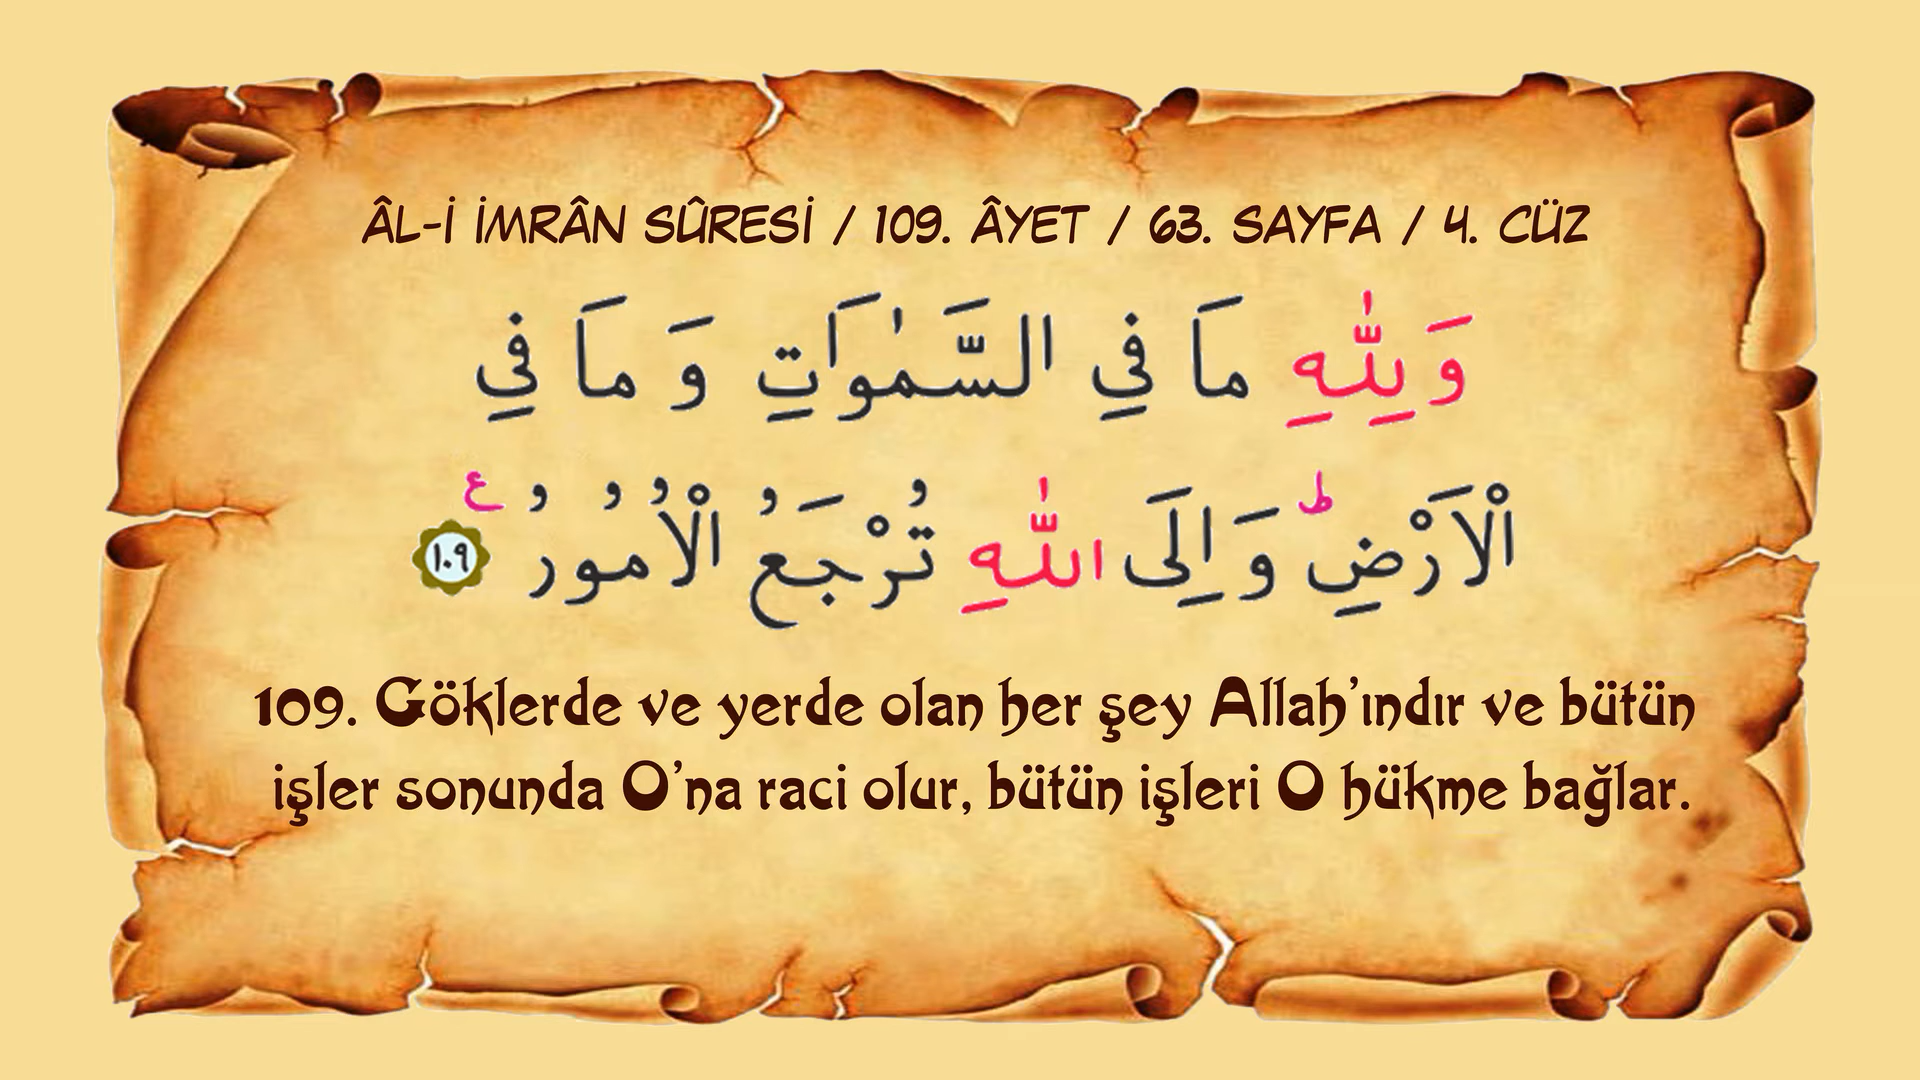 ÂL-İ İMRÂN SÛRESİ / 109. ÂYET / 63. SAYFA / 4. CÜZ
وَلِلّٰهِ مَا فِي السَّمٰوَاتِ وَمَا فِي
الْاَرْضِۜ وَاِلَى اللّٰهِ تُرْجَعُ الْاُمُورُ ع ١٠٩
109. Göklerde ve yerde olan her şey Allah’ındır ve bütün
işler sonunda O’na raci olur, bütün işleri O hükme bağlar.